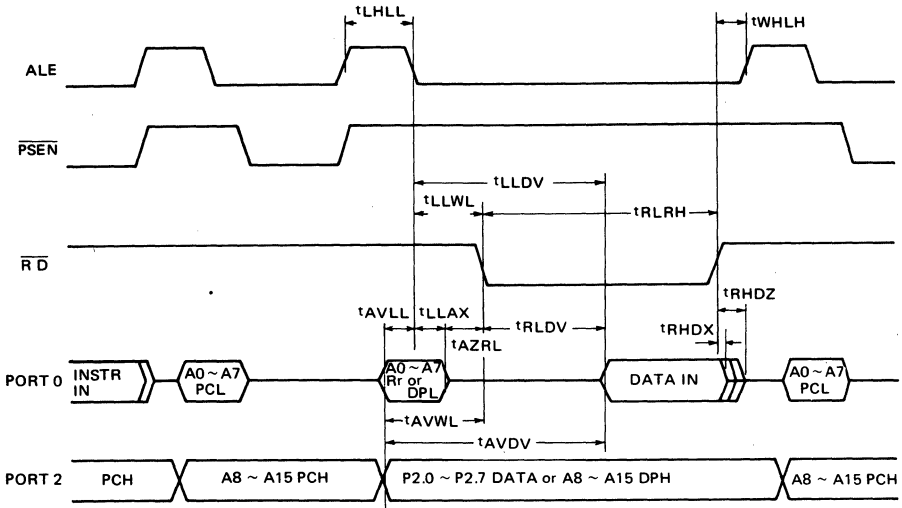 tLHLL
tWHLH
ALE
PSEN
tLLDV
tLLWL
tRLRH
RD
tRHDZ
tAVLL
tLLAX
tRLDV
tRHDX
tAZRL
PORT 0
INSTR
IN
A0 ~ A7
PCL
A0 ~ A7
Rr or
DPL
DATA IN
A0 ~ A7
PCL
tAVWL
tAVDV
PORT 2
PCH
A8 ~ A15 PCH
P2.0 ~ P2.7 DATA or A8 ~ A15 DPH
A8 ~ A15 PCH